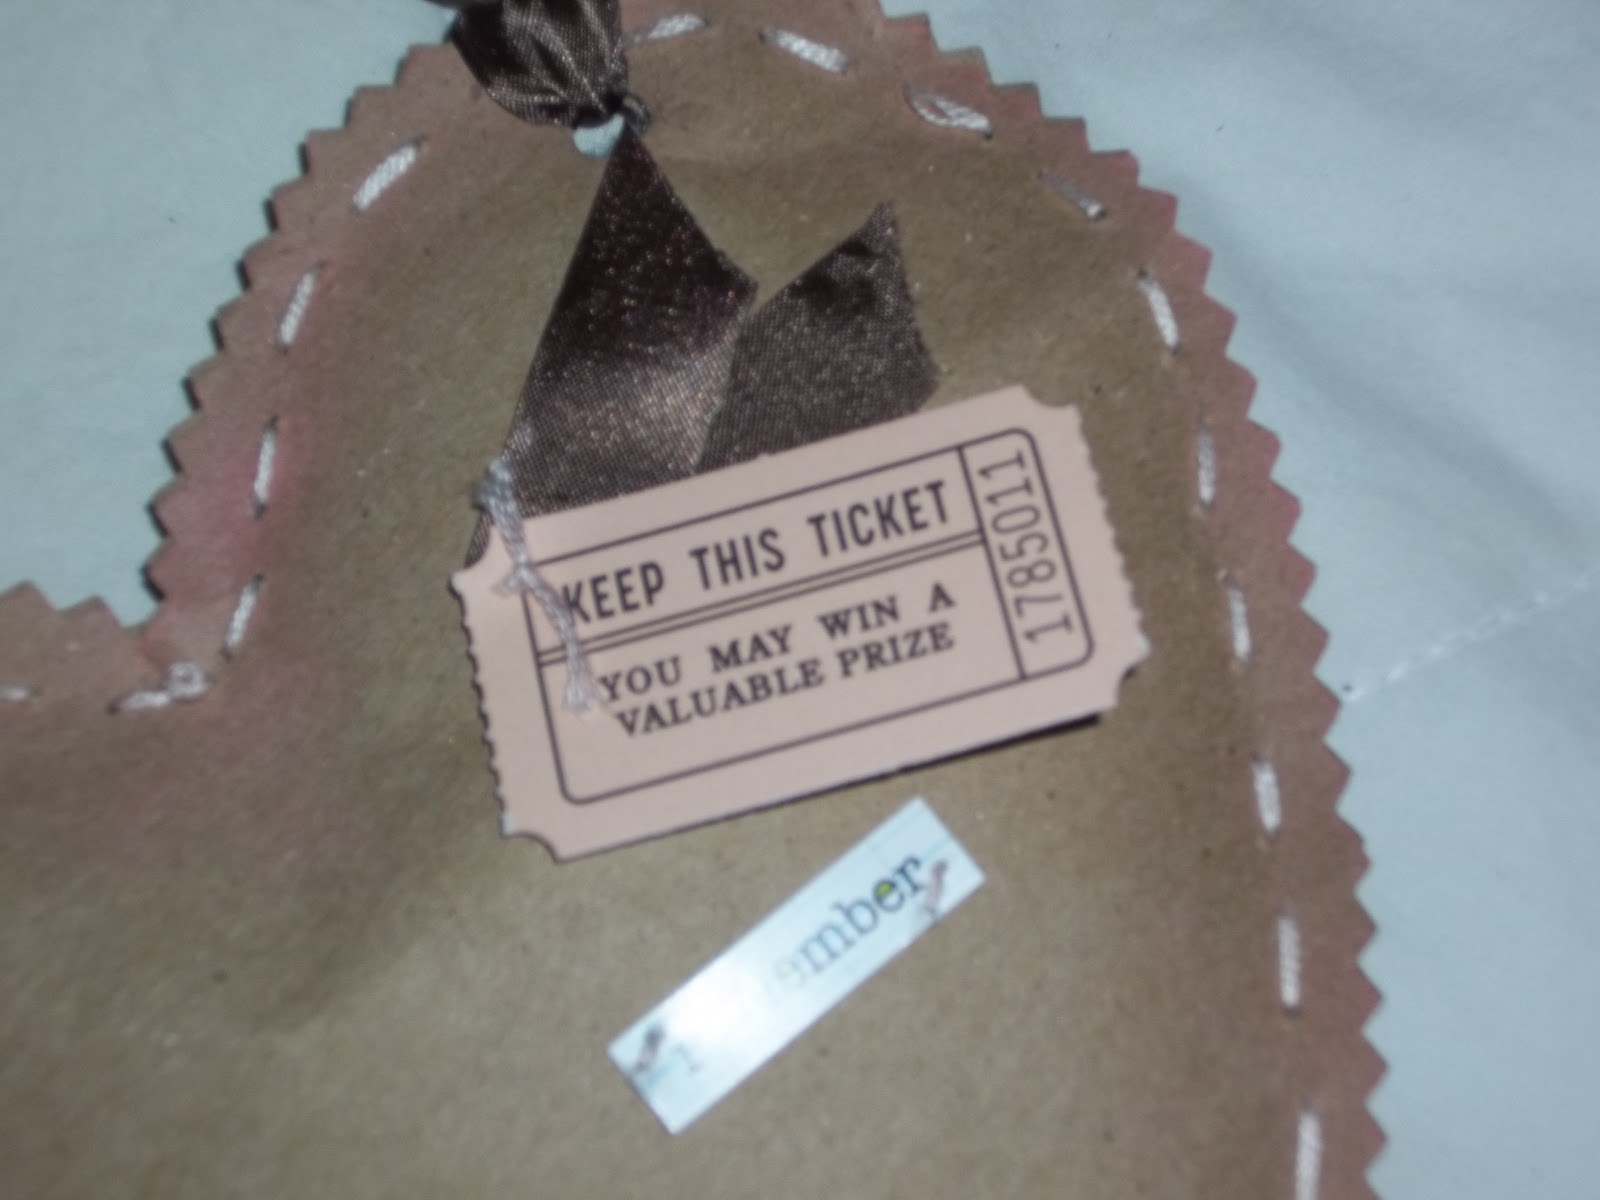 KEEP THIS TICKET
YOU MAY WIN A
VALUABLE PRIZE
1785011